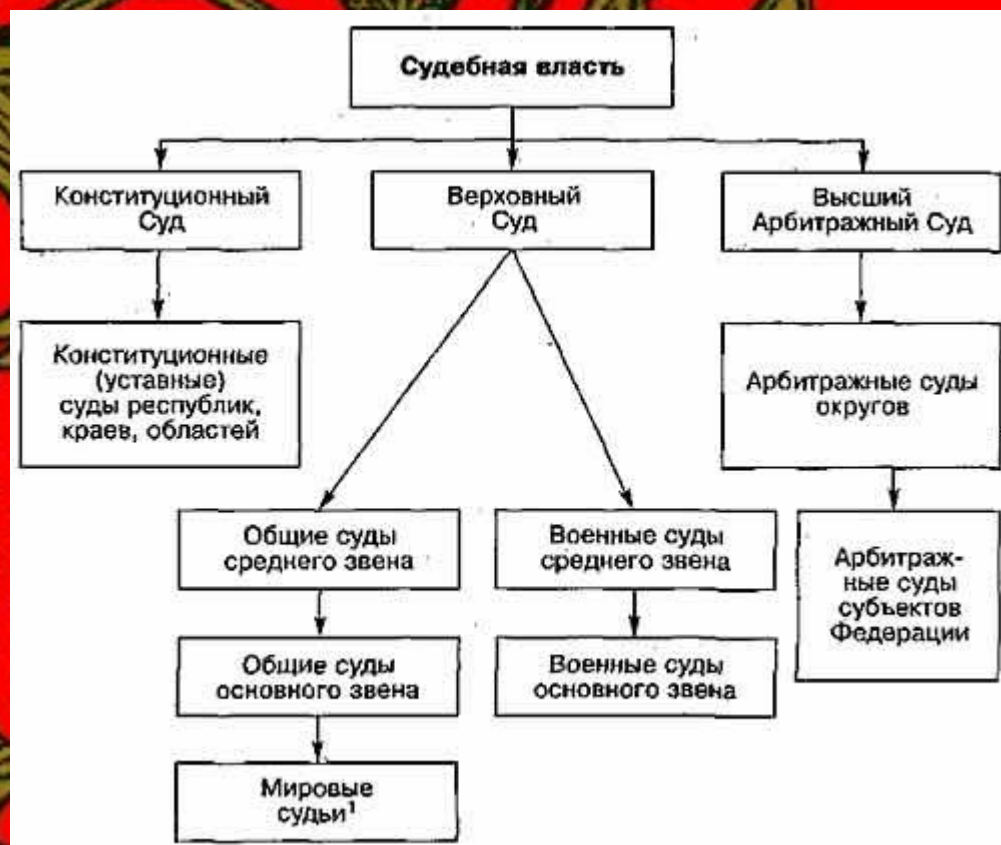 Судебная власть
Конституционный
Суд
Верховный
Суд
Высший
Арбитражный Суд
Конституционные
(уставные)
суды республик,
краев, областей
Арбитражные суды
округов
Общие суды
среднего звена
Военные суды
среднего звена
Арбитраж-
ные суды
субъектов
Федерации
Общие суды
основного звена
Военные суды
основного звена
Мировые
судьи¹